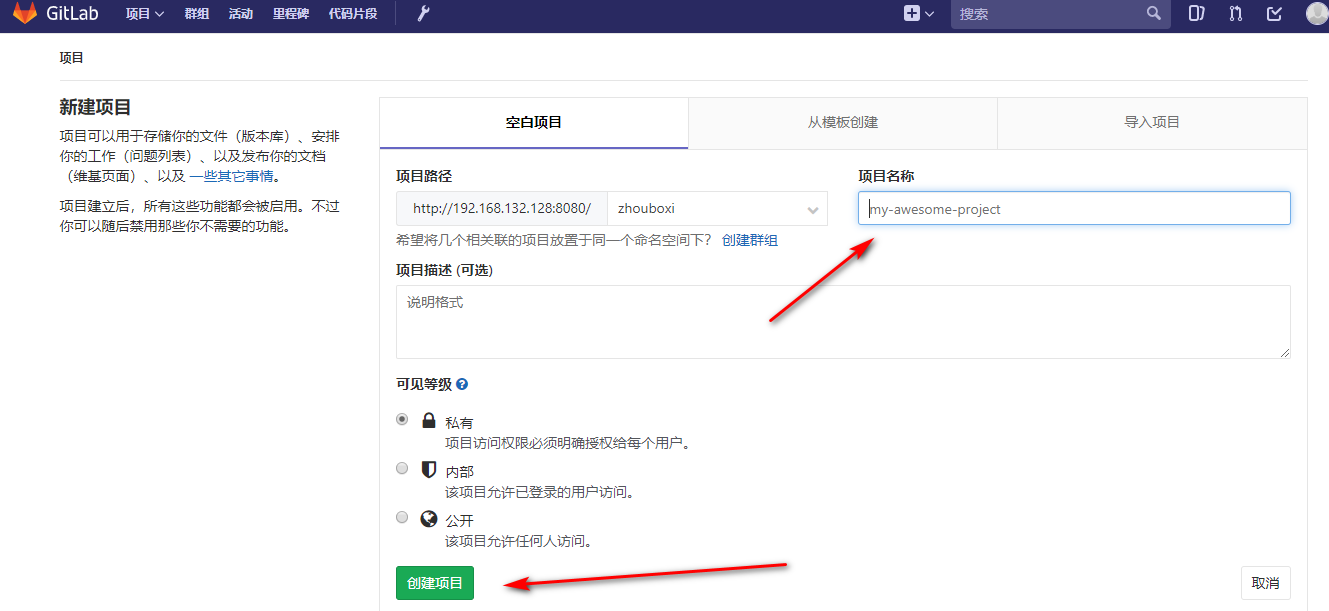 GitLab 项目 群组 活动 里程碑 代码片段 搜索
项目
新建项目
项目可以用于存储你的文件（版本库）、安排
你的工作（问题列表）、以及发布你的文档
（维基页面）、以及 一些其它事情。
项目建立后，所有这些功能都会被启用。不过
你可以随后禁用那些你不需要的功能。
空白项目 从模板创建 导入项目
项目路径 项目名称
http://192.168.132.128:8080/ zhouboxi my-awesome-project
希望将几个相关联的项目放置于同一个命名空间下？ 创建群组
项目描述 (可选)
说明格式
可见等级
私有
项目访问权限必须明确授权给每个用户。
内部
该项目允许已登录的用户访问。
公开
该项目允许任何人访问。
创建项目 取消